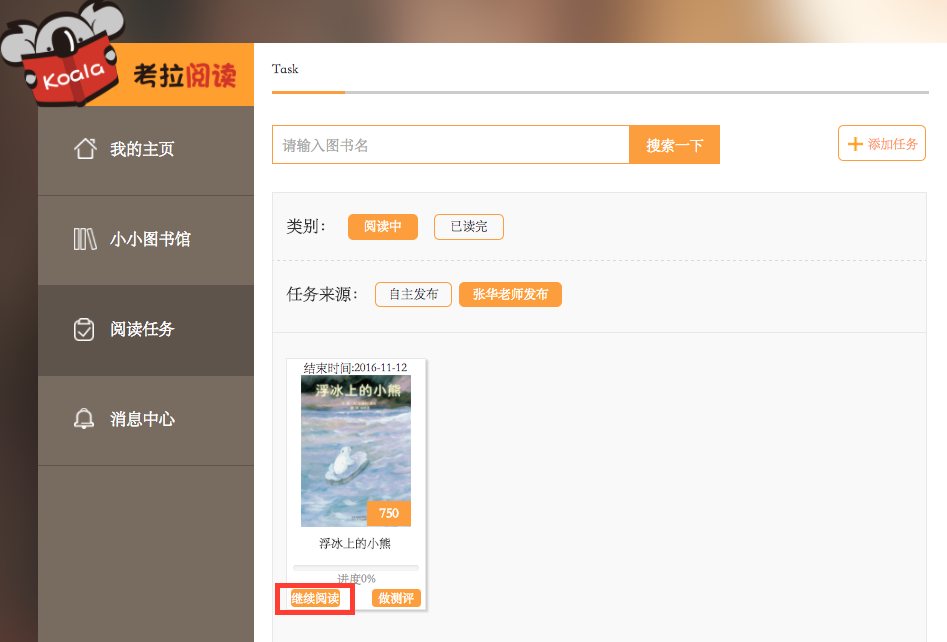 Koala
考拉阅读
Task
我的主页
小小图书馆
阅读任务
消息中心
请输入图书名
搜索一下
添加任务
类别：
阅读中
已读完
任务来源：
自主发布
张华老师发布
结束时间:2016-11-12
浮冰上的小熊
750
浮冰上的小熊
进度0%
继续阅读
做测评